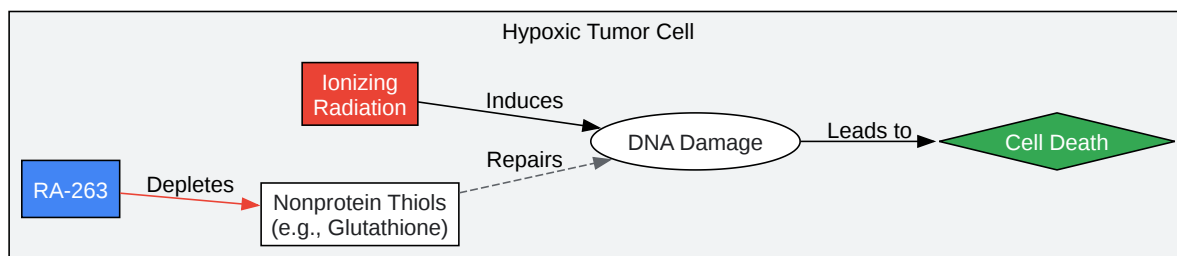 Hypoxic Tumor Cell
Ionizing
Radiation
Induces
DNA Damage
Leads to
Cell Death
Repairs
RA-263
Depletes
Nonprotein Thiols
(e.g., Glutathione)